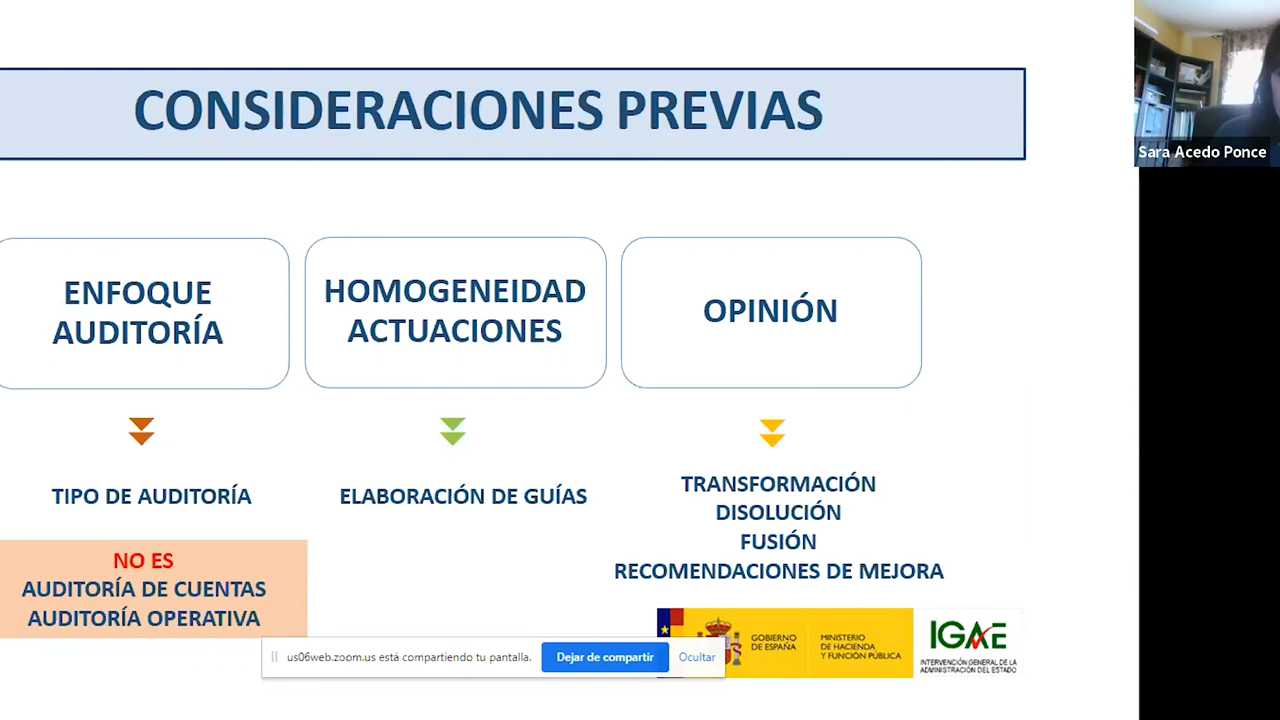 CONSIDERACIONES PREVIAS
Sara Acedo Ponce
ENFOQUE
AUDITORÍA
HOMOGENEIDAD
ACTUACIONES
OPINIÓN
TIPO DE AUDITORÍA
ELABORACIÓN DE GUÍAS
TRANSFORMACIÓN
DISOLUCIÓN
FUSIÓN
RECOMENDACIONES DE MEJORA
NO ES
AUDITORÍA DE CUENTAS
AUDITORÍA OPERATIVA
us06web.zoom.us está compartiendo tu pantalla.
Dejar de compartir
Ocultar
GOBIERNO
DE ESPAÑA
MINISTERIO
DE HACIENDA
Y FUNCIÓN PÚBLICA
IGAE
INTERVENCIÓN GENERAL DE LA
ADMINISTRACIÓN DEL ESTADO